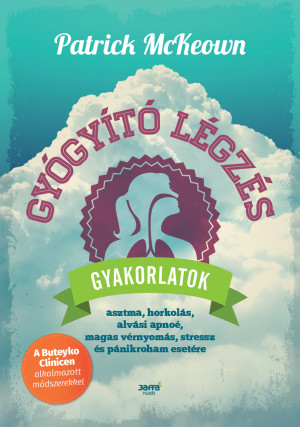 Patrick McKeown
GYÓGYÍTÓ LÉGZÉS
GYAKORLATOK
asztma, horkolás,
alvási apnoé,
magas vérnyomás, stressz
és pánikroham esetére
A Buteyko
Clinicen
alkalmazott
módszerekkel
Jaffa
Kiadó